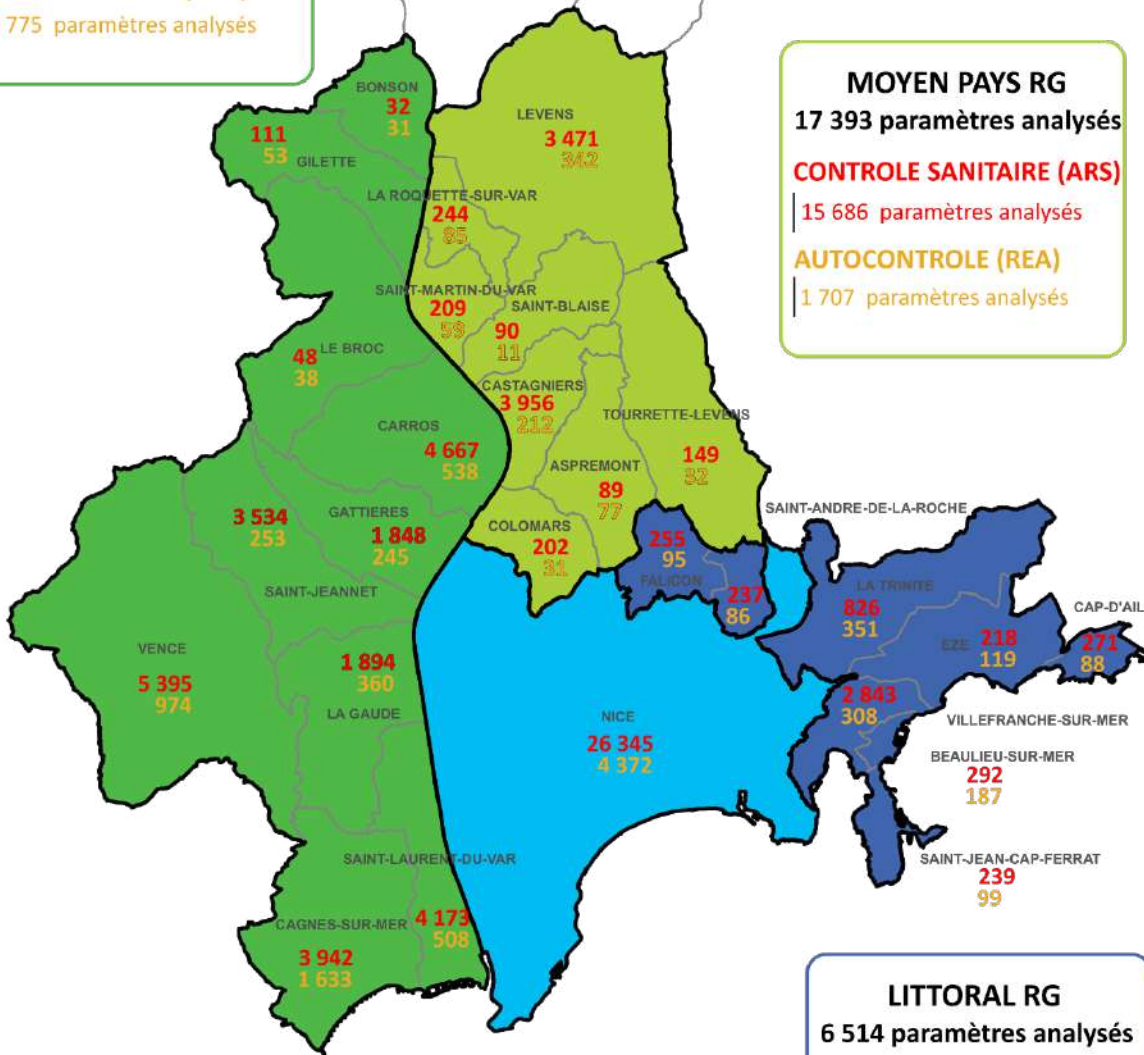 775 paramètres analysés
MOYEN PAYS RG
17 393 paramètres analysés
CONTROLE SANITAIRE (ARS)
15 686 paramètres analysés
AUTOCONTROLE (REA)
1 707 paramètres analysés
BONSON
32
31
111
53
GILETTE
LEVENS
3 471
342
LA ROQUETTE-SUR-VAR
244
85
SAINT-MARTIN-DU-VAR
209
59
SAINT-BLAISE
90
11
LE BROC
48
38
CASTAGNIERS
3 956
212
CARROS
4 667
538
TOURRETTE-LEVENS
149
32
ASPREMONT
89
77
COLOMARS
202
31
3 534
253
GATTIERES
1 848
245
SAINT-JEANNET
SAINT-ANDRE-DE-LA-ROCHE
255
95
FALICON
237
86
LA TRINITE
826
351
EZE
218
119
CAP-D'AIL
271
88
VENCE
5 395
974
1 894
360
LA GAUDE
NICE
26 345
4 372
2 843
308
VILLEFRANCHE-SUR-MER
BEAULIEU-SUR-MER
292
187
SAINT-JEAN-CAP-FERRAT
239
99
SAINT-LAURENT-DU-VAR
4 173
508
CAGNES-SUR-MER
3 942
1 633
LITTORAL RG
6 514 paramètres analysés